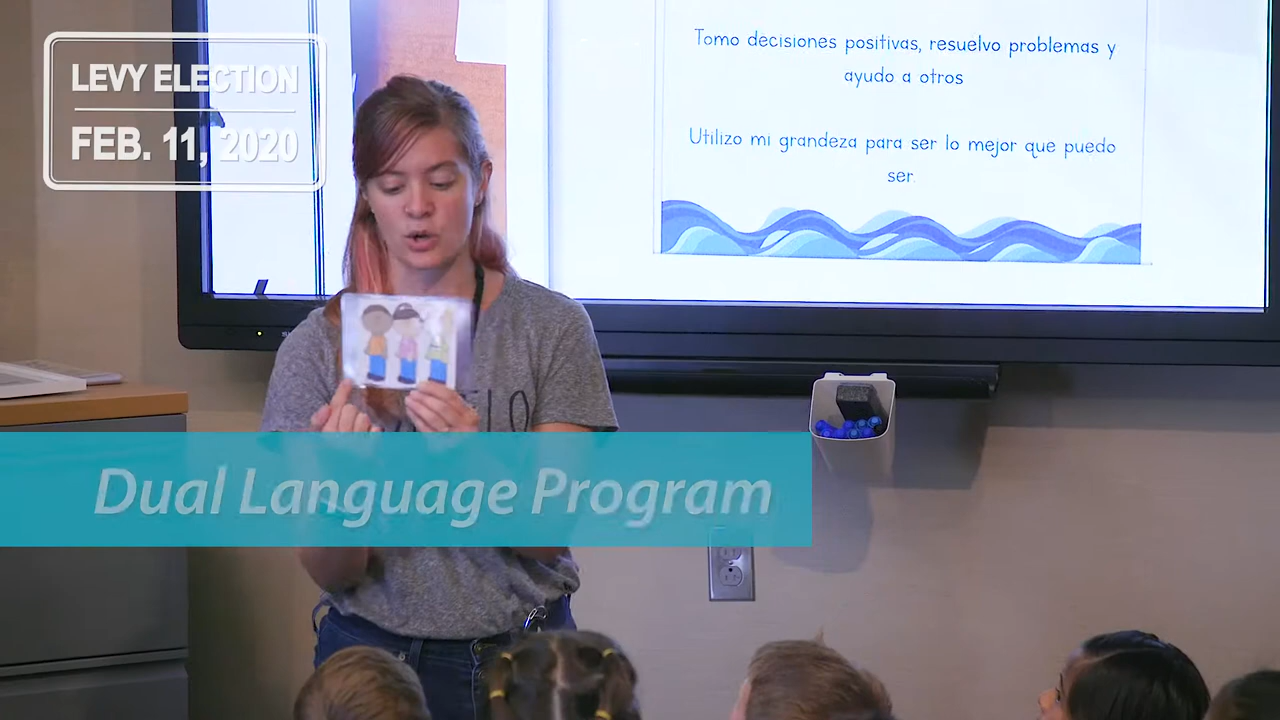 LEVY ELECTION
FEB. 11, 2020
Tomo decisiones positivas, resuelvo problemas y
ayudo a otros
Utilizo mi grandeza para ser lo mejor que puedo
ser.
Dual Language Program